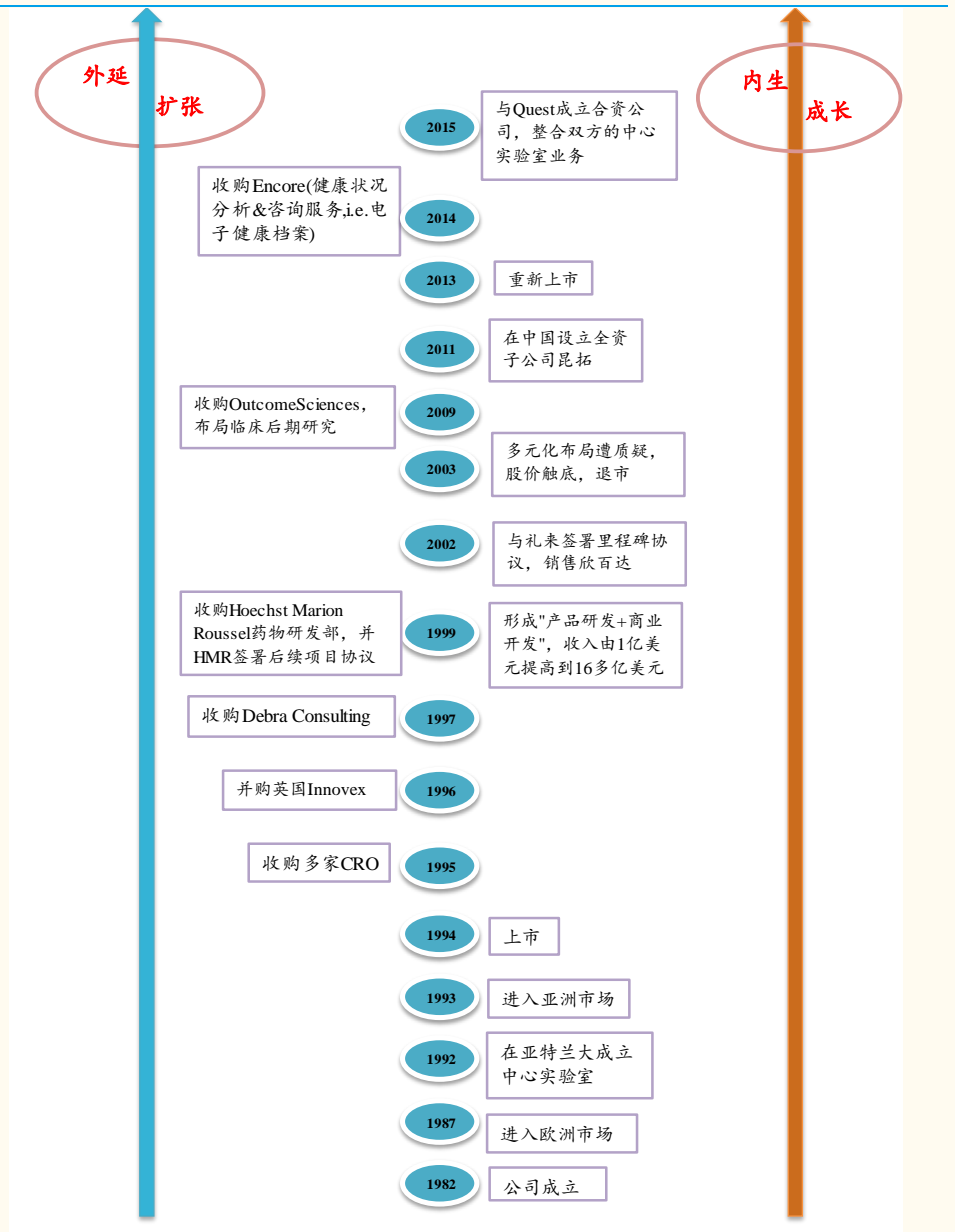 外延
扩张
内生
成长
2015
与Quest成立合资公
司，整合双方的中心
实验室业务
收购Encore(健康状况
分析&咨询服务,i.e.电
子健康档案)
2014
2013
重新上市
2011
在中国设立全资
子公司昆拓
收购OutcomeSciences，
布局临床后期研究
2009
2003
多元化布局遭质疑，
股价触底，退市
2002
与礼来签署里程碑协
议，销售欣百达
收购Hoechst Marion
Roussel药物研发部，并
HMR签署后续项目协议
1999
形成"产品研发+商业
开发"，收入由1亿美
元提高到16多亿美元
收购Debra Consulting
1997
并购英国Innovex
1996
收购多家CRO
1995
1994
上市
1993
进入亚洲市场
1992
在亚特兰大成立
中心实验室
1987
进入欧洲市场
1982
公司成立